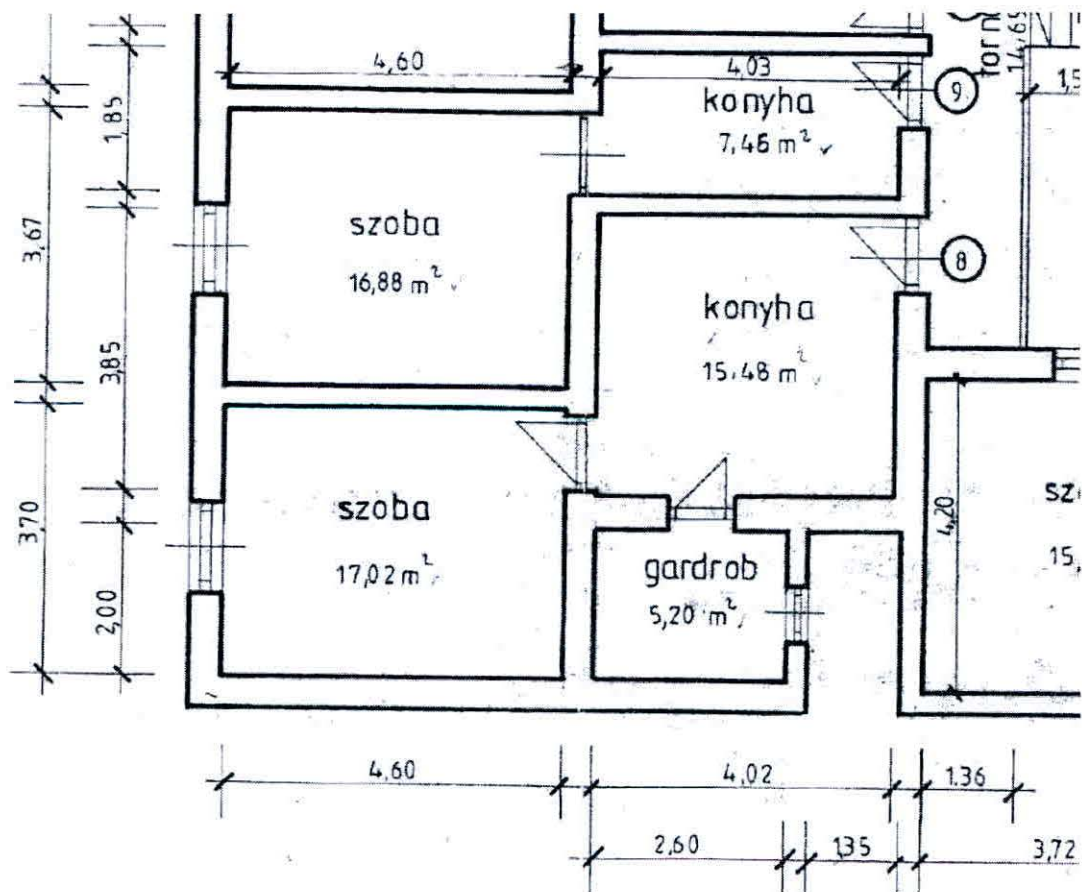 4,60
4,03
konyha
7,46 m²
9
14,65
1,85
3,67
szoba
16,88 m²
8
konyha
15,48 m²
3,85
3,70
szoba
17,02 m²
4,20
gardrob
5,20 m²
2,00
4,60
4,02
1.36
2,60
1,35
3,72